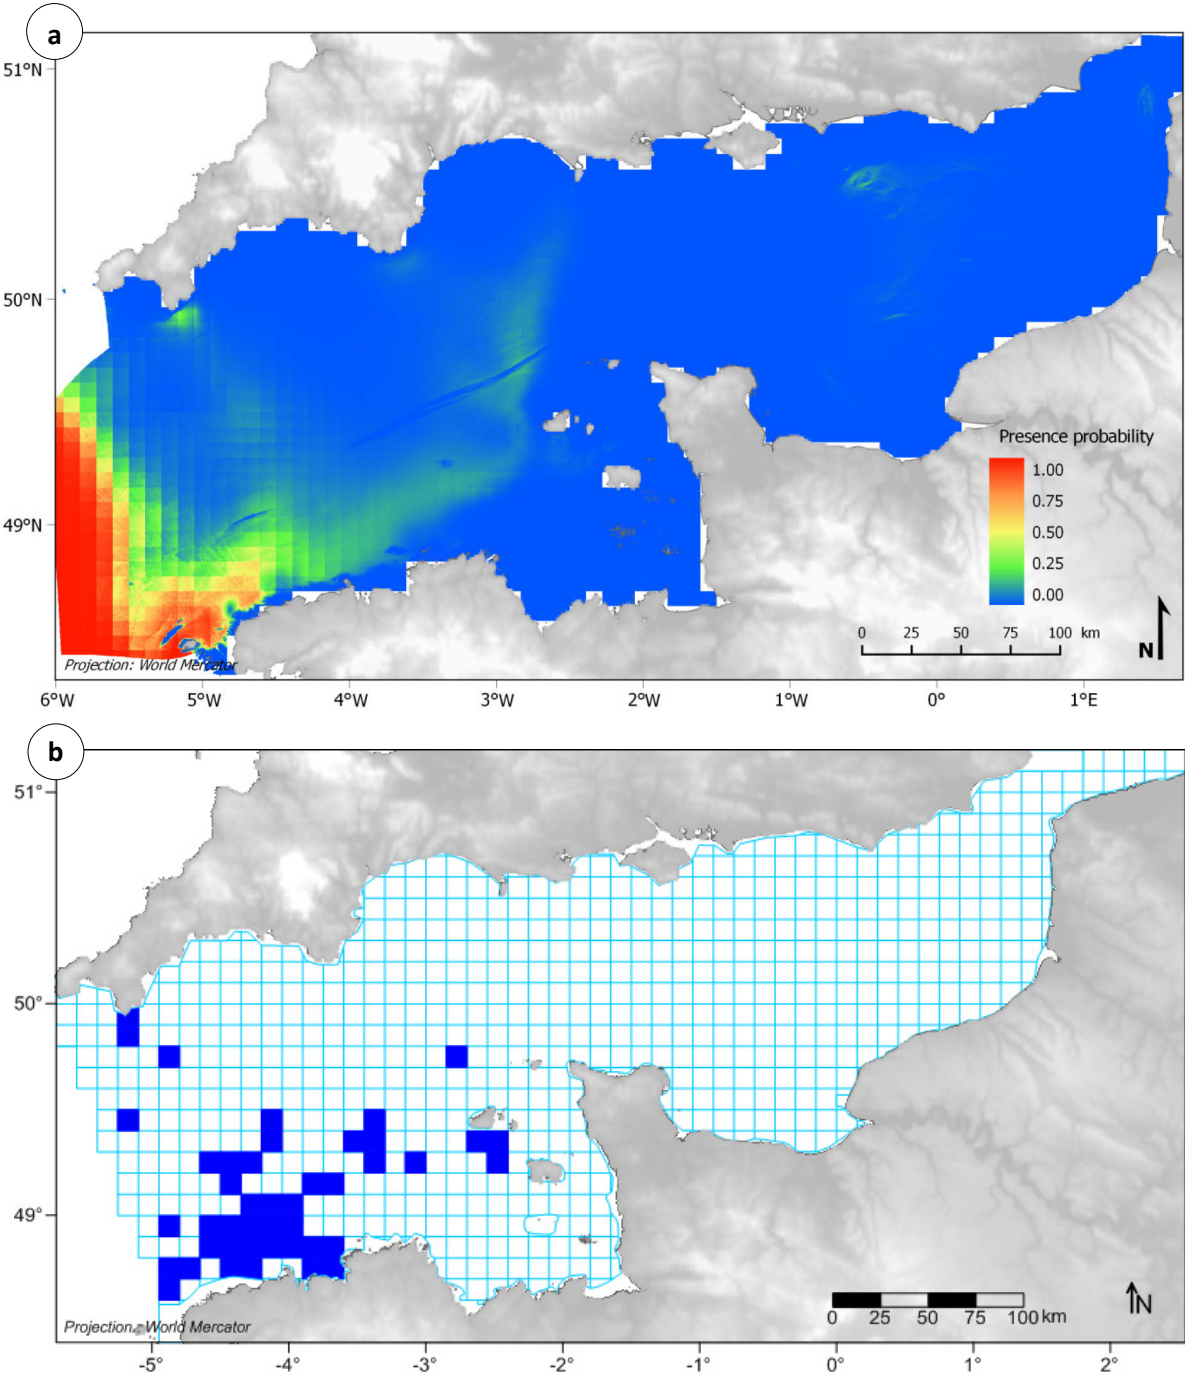 a
51°N
50°N
49°N
Presence probability
1.00
0.75
0.50
0.25
0.00
0 25 50 75 100 km
N
Projection: World Mercator
6°W 5°W 4°W 3°W 2°W 1°W 0° 1°E
b
51°
50°
49°
N
0 25 50 75 100 km
Projection: World Mercator
-5° -4° -3° -2° -1° 0° 1° 2°